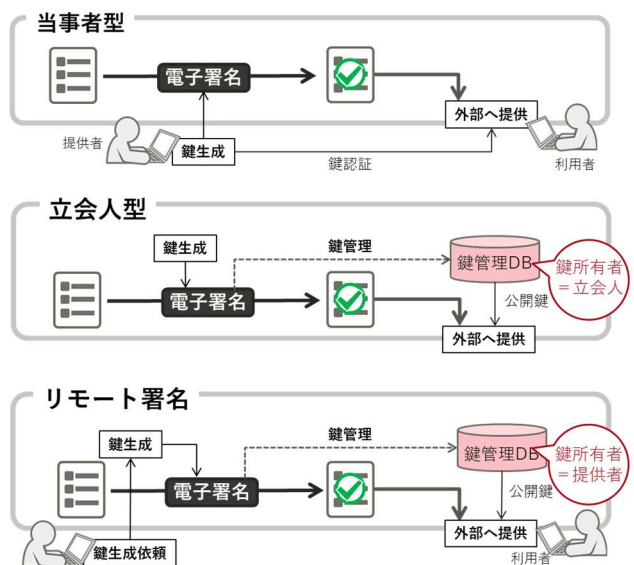 当事者型
電子署名
外部へ提供
提供者
鍵生成
鍵認証
利用者
立会人型
鍵生成
鍵管理
鍵管理DB
鍵所有者
＝立会人
電子署名
公開鍵
外部へ提供
リモート署名
鍵生成
鍵管理
鍵管理DB
鍵所有者
＝提供者
電子署名
公開鍵
外部へ提供
鍵生成依頼
利用者